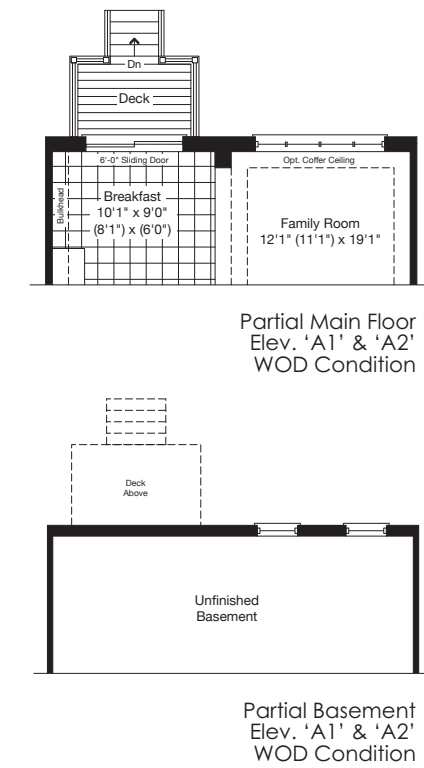 Dn
Deck
6'-0" Sliding Door
Opt. Coffer Ceiling
Bulkhead
Breakfast
10'1" x 9'0"
(8'1") x (6'0")
Family Room
12'1" (11'1") x 19'1"
Partial Main Floor
Elev. ‘A1’ & ‘A2’
WOD Condition
Deck
Above
Unfinished
Basement
Partial Basement
Elev. ‘A1’ & ‘A2’
WOD Condition